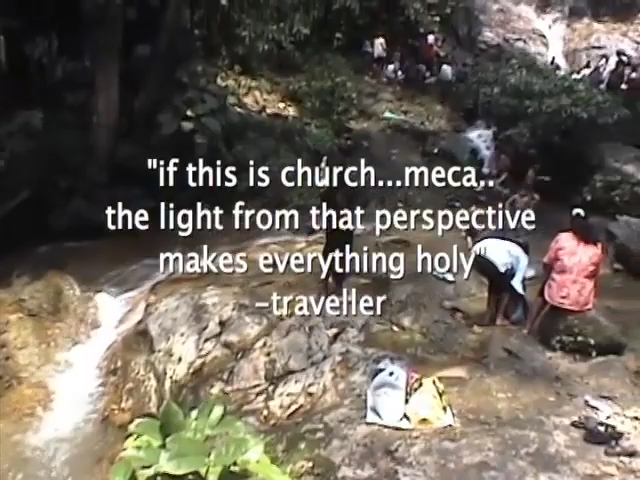 "if this is church...meca..
the light from that perspective
makes everything holy"
-traveller